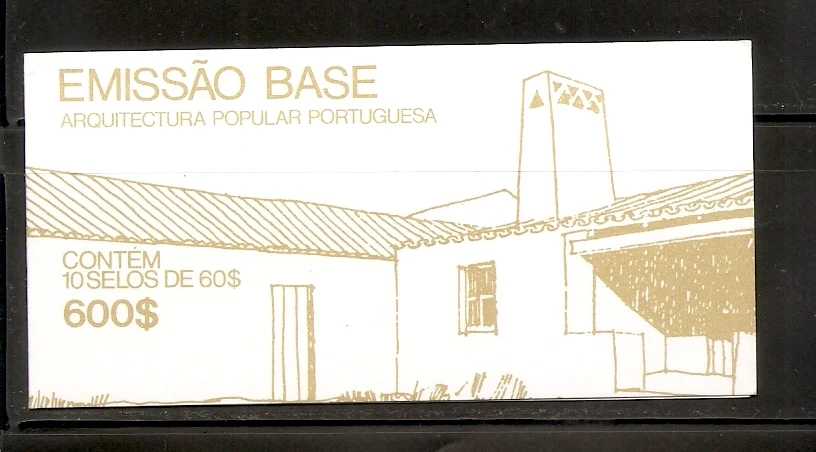 EMISSÃO BASE
ARQUITECTURA POPULAR PORTUGUESA
CONTÉM
10 SELOS DE 60$
600$